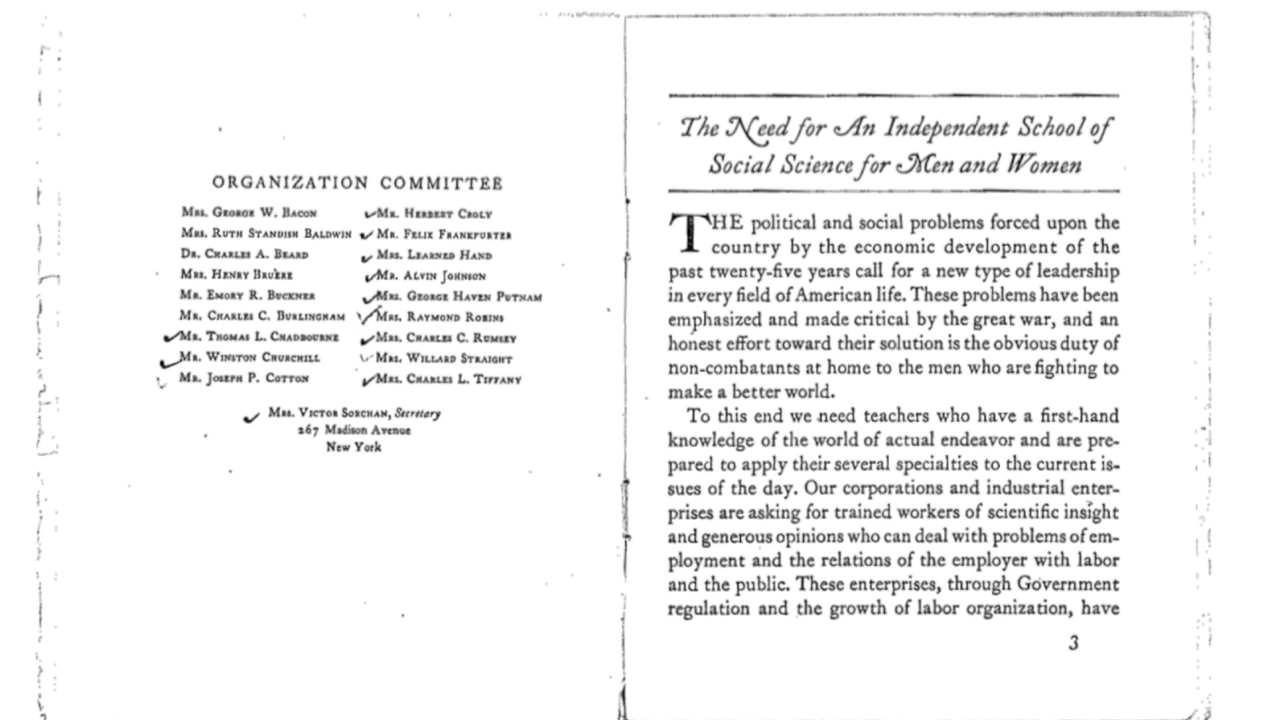 ORGANIZATION COMMITTEE
Mrs. George W. Bacon
Mrs. Ruth Standish Baldwin
Dr. Charles A. Beard
Mrs. Henry Bruère
Mr. Emory R. Buckner
Mr. Charles C. Burlingham
Mr. Thomas L. Chadbourne
Mr. Winston Churchill
Mr. Joseph P. Cotton
Mr. Herbert Croly
Mr. Felix Frankfurter
Mrs. Learned Hand
Mr. Alvin Johnson
Mrs. George Haven Putnam
Mrs. Raymond Robins
Mrs. Charles C. Rumsey
Mrs. Willard Straight
Mrs. Charles L. Tiffany
Mrs. Victor Sorchan, Secretary
267 Madison Avenue
New York
The Need for An Independent School of
Social Science for Men and Women
THE political and social problems forced upon the
country by the economic development of the
past twenty-five years call for a new type of leadership
in every field of American life. These problems have been
emphasized and made critical by the great war, and an
honest effort toward their solution is the obvious duty of
non-combatants at home to the men who are fighting to
make a better world.
To this end we need teachers who have a first-hand
knowledge of the world of actual endeavor and are pre-
pared to apply their several specialties to the current is-
sues of the day. Our corporations and industrial enter-
prises are asking for trained workers of scientific insight
and generous opinions who can deal with problems of em-
ployment and the relations of the employer with labor
and the public. These enterprises, through Government
regulation and the growth of labor organization, have
3